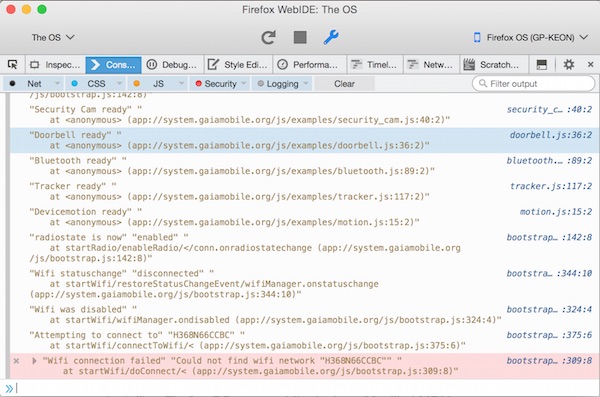 Firefox WebIDE: The OS
The OS
Firefox OS (GP-KEON)
Inspec...
Cons...
Debug...
Style Edi...
Performa...
Timel...
Netw...
Scratch...
Net
CSS
JS
Security
Logging
Clear
Filter output
/js/bootstrap.js:142:8)"
"Security Cam ready" "
security_c… :40:2
at <anonymous> (app://system.gaiamobile.org/js/examples/security_cam.js:40:2)"
"Doorbell ready" "
doorbell.js:36:2
at <anonymous> (app://system.gaiamobile.org/js/examples/doorbell.js:36:2)"
"Bluetooth ready" "
bluetooth.… :89:2
at <anonymous> (app://system.gaiamobile.org/js/examples/bluetooth.js:89:2)"
"Tracker ready" "
tracker.js:117:2
at <anonymous> (app://system.gaiamobile.org/js/examples/tracker.js:117:2)"
"Devicemotion ready" "
motion.js:15:2
at <anonymous> (app://system.gaiamobile.org/js/examples/motion.js:15:2)"
"radiostate is now" "enabled" "
bootstrap… :142:8
at startRadio/enableRadio/</conn.onradiostatechange (app://system.gaiamobile.org
/js/bootstrap.js:142:8)"
"Wifi statuschange" "disconnected" "
bootstra… :344:10
at startWifi/restoreStatusChangeEvent/wifiManager.onstatuschange
(app://system.gaiamobile.org/js/bootstrap.js:344:10)"
"Wifi was disabled" "
bootstrap… :324:4
at startWifi/wifiManager.ondisabled (app://system.gaiamobile.org/js/bootstrap.js:324:4)"
"Attempting to connect to" "H368N66CCBC" "
bootstrap… :375:6
at startWifi/connectToWifi/< (app://system.gaiamobile.org/js/bootstrap.js:375:6)"
"Wifi connection failed" "Could not find wifi network "H368N66CCBC"" "
bootstrap… :309:8
at startWifi/doConnect/< (app://system.gaiamobile.org/js/bootstrap.js:309:8)"